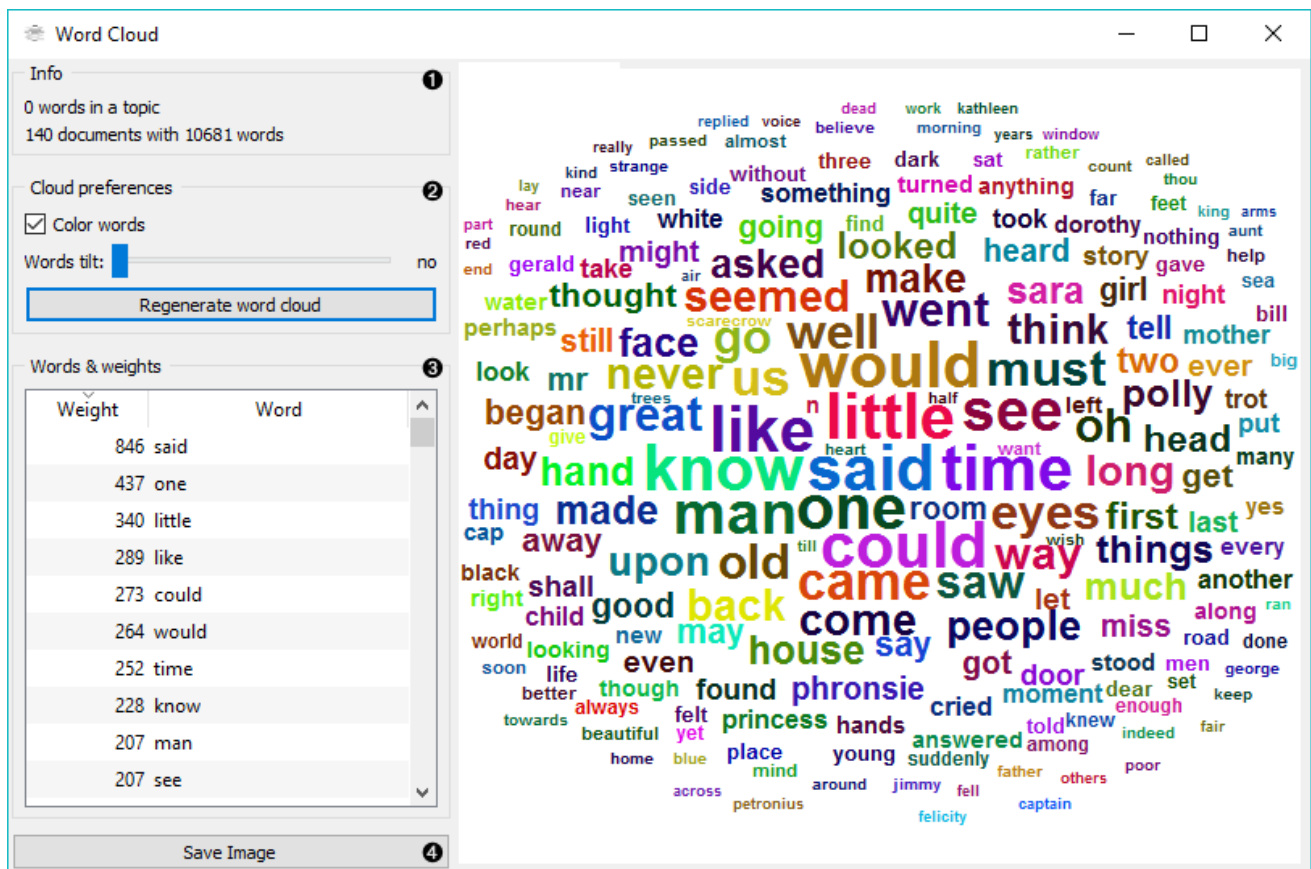 Word Cloud
Info
❶
0 words in a topic
140 documents with 10681 words
Cloud preferences
❷
Color words
Words tilt:
no
Regenerate word cloud
Words & weights
❸
Weight Word
846 said
437 one
340 little
289 like
273 could
264 would
252 time
228 know
207 man
207 see
Save Image
❹
dead work kathleen
replied voice believe morning years window
really passed almost
kind strange without three dark sat rather count called
lay near seen side something turned anything far thou
hear feet king arms
part round light white going find quite took dorothy nothing aunt
red might looked heard story help
end gerald take air asked make gave sea
water thought seemed went sara girl night bill
perhaps still face scarecrow go well think tell mother
look mr never us would must two ever big
began great trees like n little half see left polly trot
give oh head put
day hand know said heart time want long get many
thing made man one room eyes first last yes
cap away upon old till could way wish things every
black shall came saw much another
right child good back let along ran
world looking new may house come say people miss road done
soon life even got door stood men george
better though found phronsie moment dear set keep
always felt princess hands cried told knew enough
towards beautiful yet answered among indeed fair
home blue place young suddenly
mind father others poor
across around jimmy fell
petronius captain
felicity